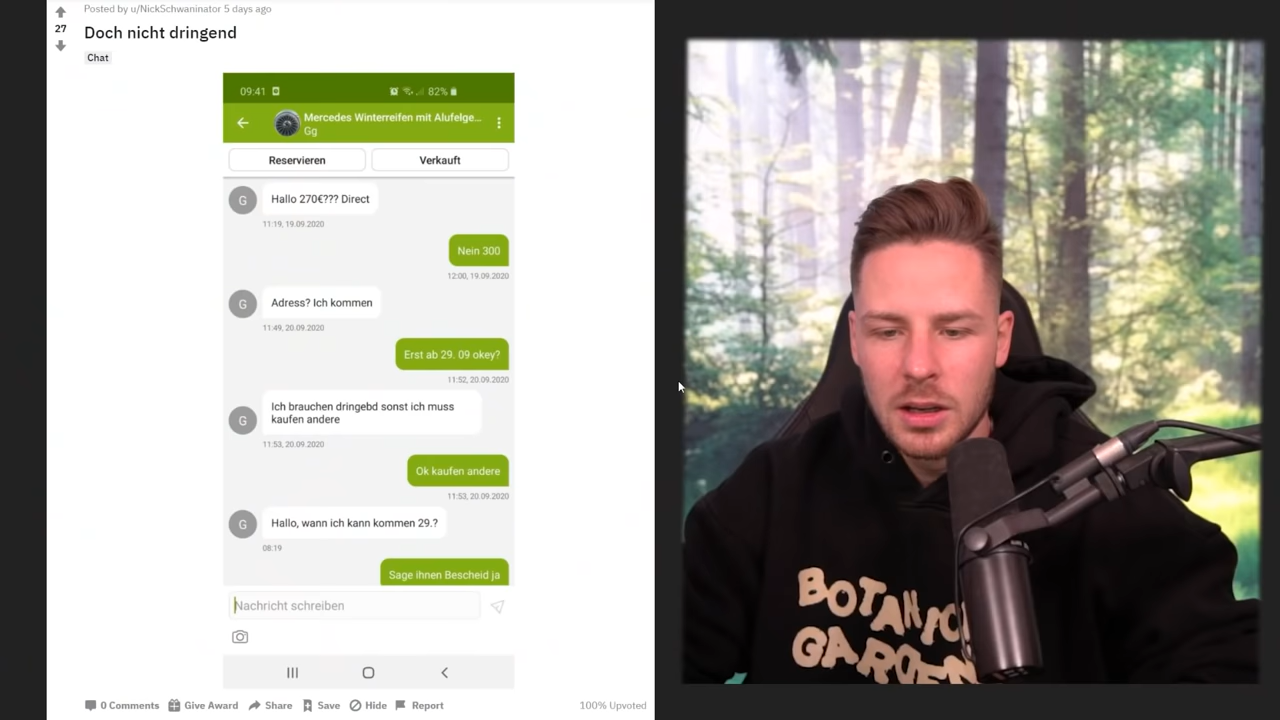 Posted by u/NickSchwaninator 5 days ago
27
Doch nicht dringend
Chat
09:41
82%
Mercedes Winterreifen mit Alufelge...
Gg
Reservieren
Verkauft
G
Hallo 270€??? Direct
11:19, 19.09.2020
Nein 300
12:00, 19.09.2020
G
Adress? Ich kommen
11:49, 20.09.2020
Erst ab 29. 09 okey?
11:52, 20.09.2020
G
Ich brauchen dringebd sonst ich muss
kaufen andere
11:53, 20.09.2020
Ok kaufen andere
11:53, 20.09.2020
G
Hallo, wann ich kann kommen 29.?
08:19
Sage ihnen Bescheid ja
Nachricht schreiben
0 Comments Give Award Share Save Hide Report 100% Upvoted
BOTANIC
GARDEN